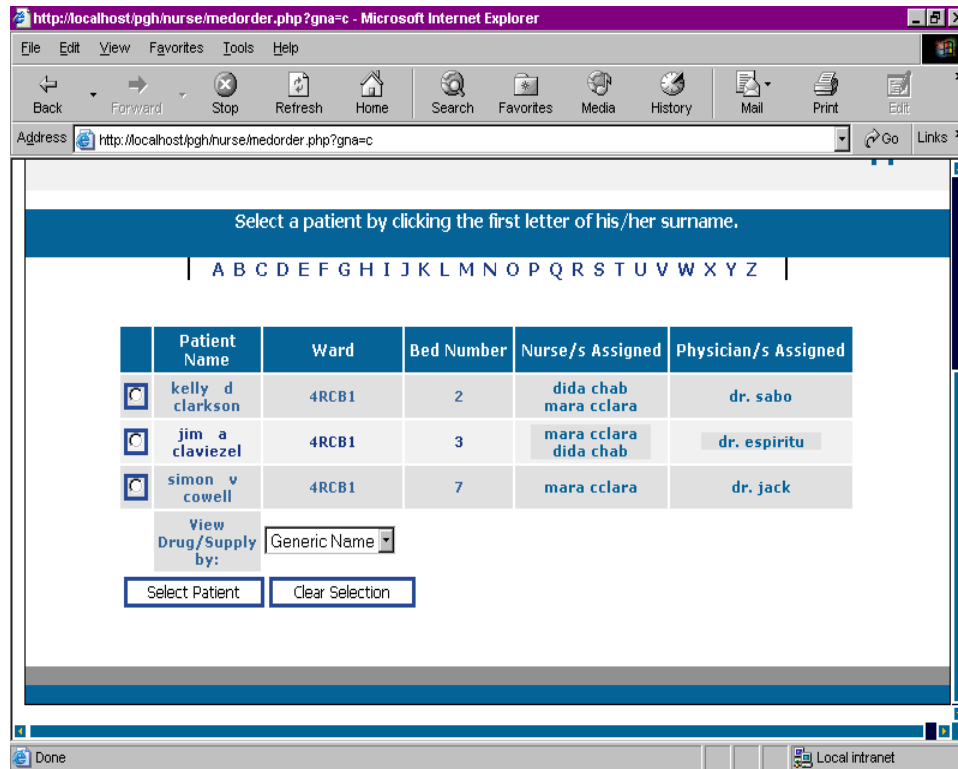 http://localhost/pgh/nurse/medorder.php?gna=c - Microsoft Internet Explorer
File Edit View Favorites Tools Help
Back Forward Stop Refresh Home Search Favorites Media History Mail Print Edit
Address http://localhost/pgh/nurse/medorder.php?gna=c Go Links
Select a patient by clicking the first letter of his/her surname.
A B C D E F G H I J K L M N O P Q R S T U V W X Y Z
Patient Name Ward Bed Number Nurse/s Assigned Physician/s Assigned
kelly d clarkson 4RCB1 2 dida chab mara cclara dr. sabo
jim a claviezel 4RCB1 3 mara cclara dida chab dr. espiritu
simon v cowell 4RCB1 7 mara cclara dr. jack
View Drug/Supply by: Generic Name
Select Patient Clear Selection
Done Local intranet